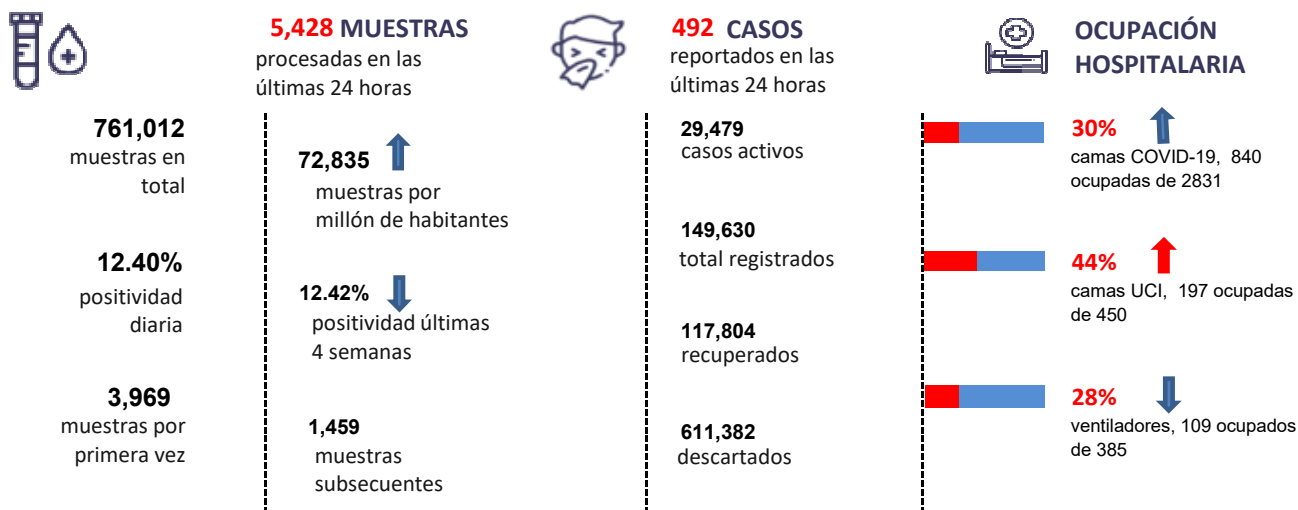 5,428 MUESTRAS
procesadas en las
últimas 24 horas
761,012
muestras en
total
12.40%
positividad
diaria
3,969
muestras por
primera vez
72,835
muestras por
millón de habitantes
12.42%
positividad últimas
4 semanas
1,459
muestras
subsecuentes
492 CASOS
reportados en las
últimas 24 horas
29,479
casos activos
149,630
total registrados
117,804
recuperados
611,382
descartados
OCUPACIÓN
HOSPITALARIA
30%
camas COVID-19, 840
ocupadas de 2831
44%
camas UCI, 197 ocupadas
de 450
28%
ventiladores, 109 ocupados
de 385